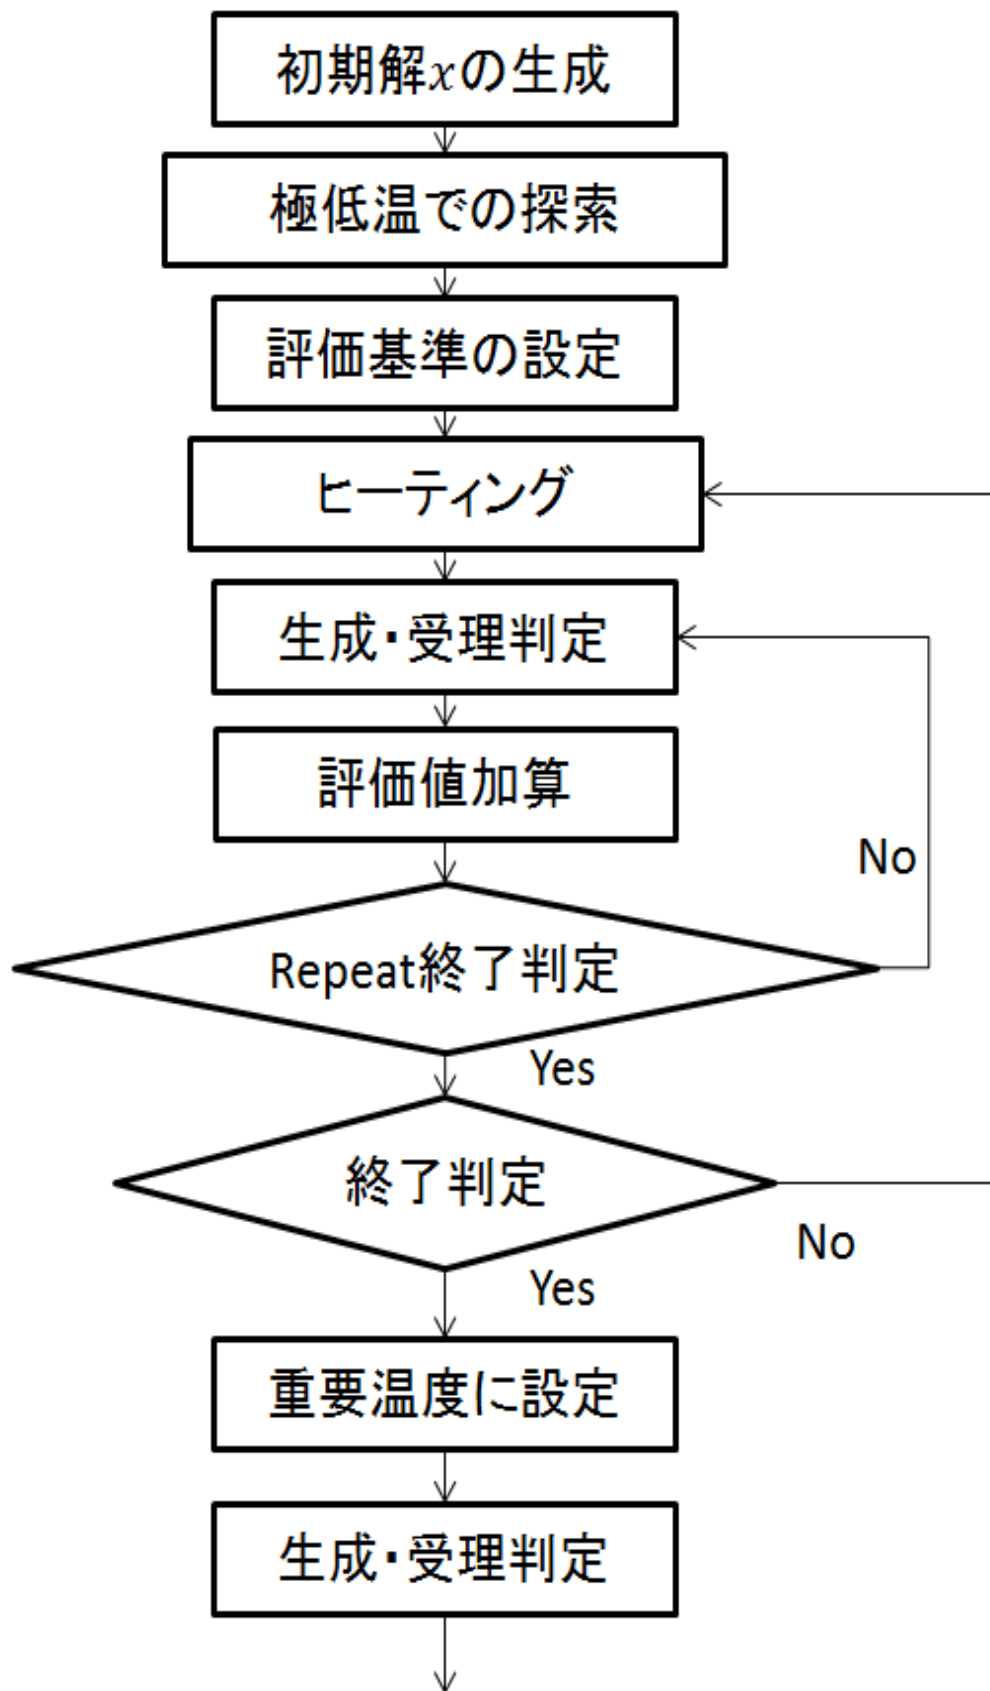 初期解xの生成
極低温での探索
評価基準の設定
ヒーティング
生成・受理判定
評価値加算
No
Repeat終了判定
Yes
終了判定
No
Yes
重要温度に設定
生成・受理判定